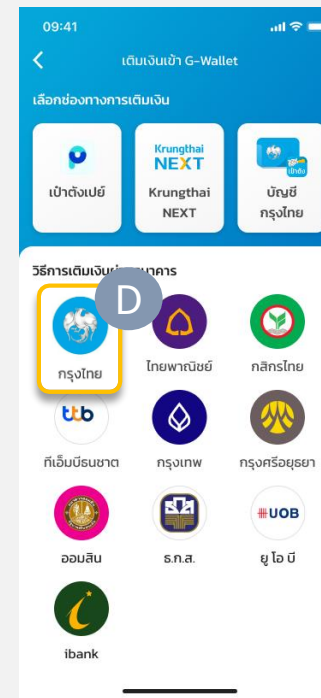 09:41
เติมเงินเข้า G-Wallet
เลือกช่องทางการเติมเงิน
เป๋าตังเปย์
Krungthai
NEXT
Krungthai
NEXT
เป๋าตัง
บัญชี
กรุงไทย
วิธีการเติมเงิน
ธนาคาร
D
กรุงไทย
ไทยพาณิชย์
กสิกรไทย
ttb
ทีเอ็มบีธนชาต
กรุงเทพ
กรุงศรีอยุธยา
ออมสิน
ธ.ก.ส.
UOB
ยู โอ บี
ibank